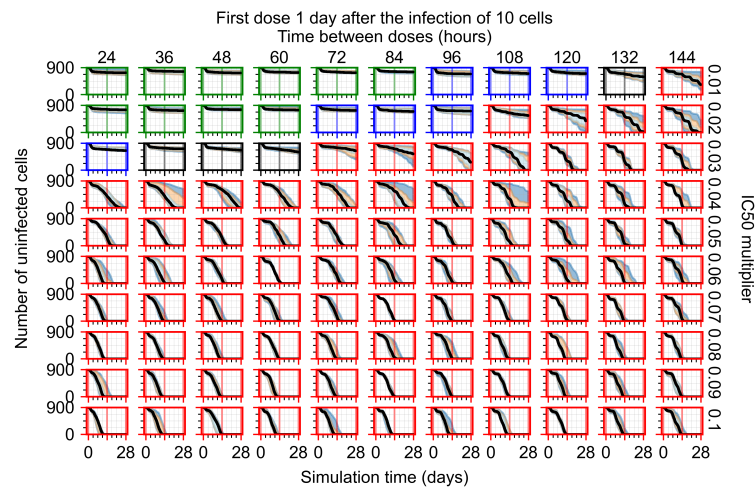 First dose 1 day after the infection of 10 cells
Time between doses (hours)
24 36 48 60 72 84 96 108 120 132 144
900 0 0.01
900 0 0.02
900 0 0.03
900 0 0.04
900 0 0.05
900 0 0.06
900 0 0.07
900 0 0.08
900 0 0.09
900 0 0.1
Number of uninfected cells
IC50 multiplier
0 28 0 28 0 28 0 28 0 28 0 28 0 28 0 28 0 28 0 28 0 28
Simulation time (days)